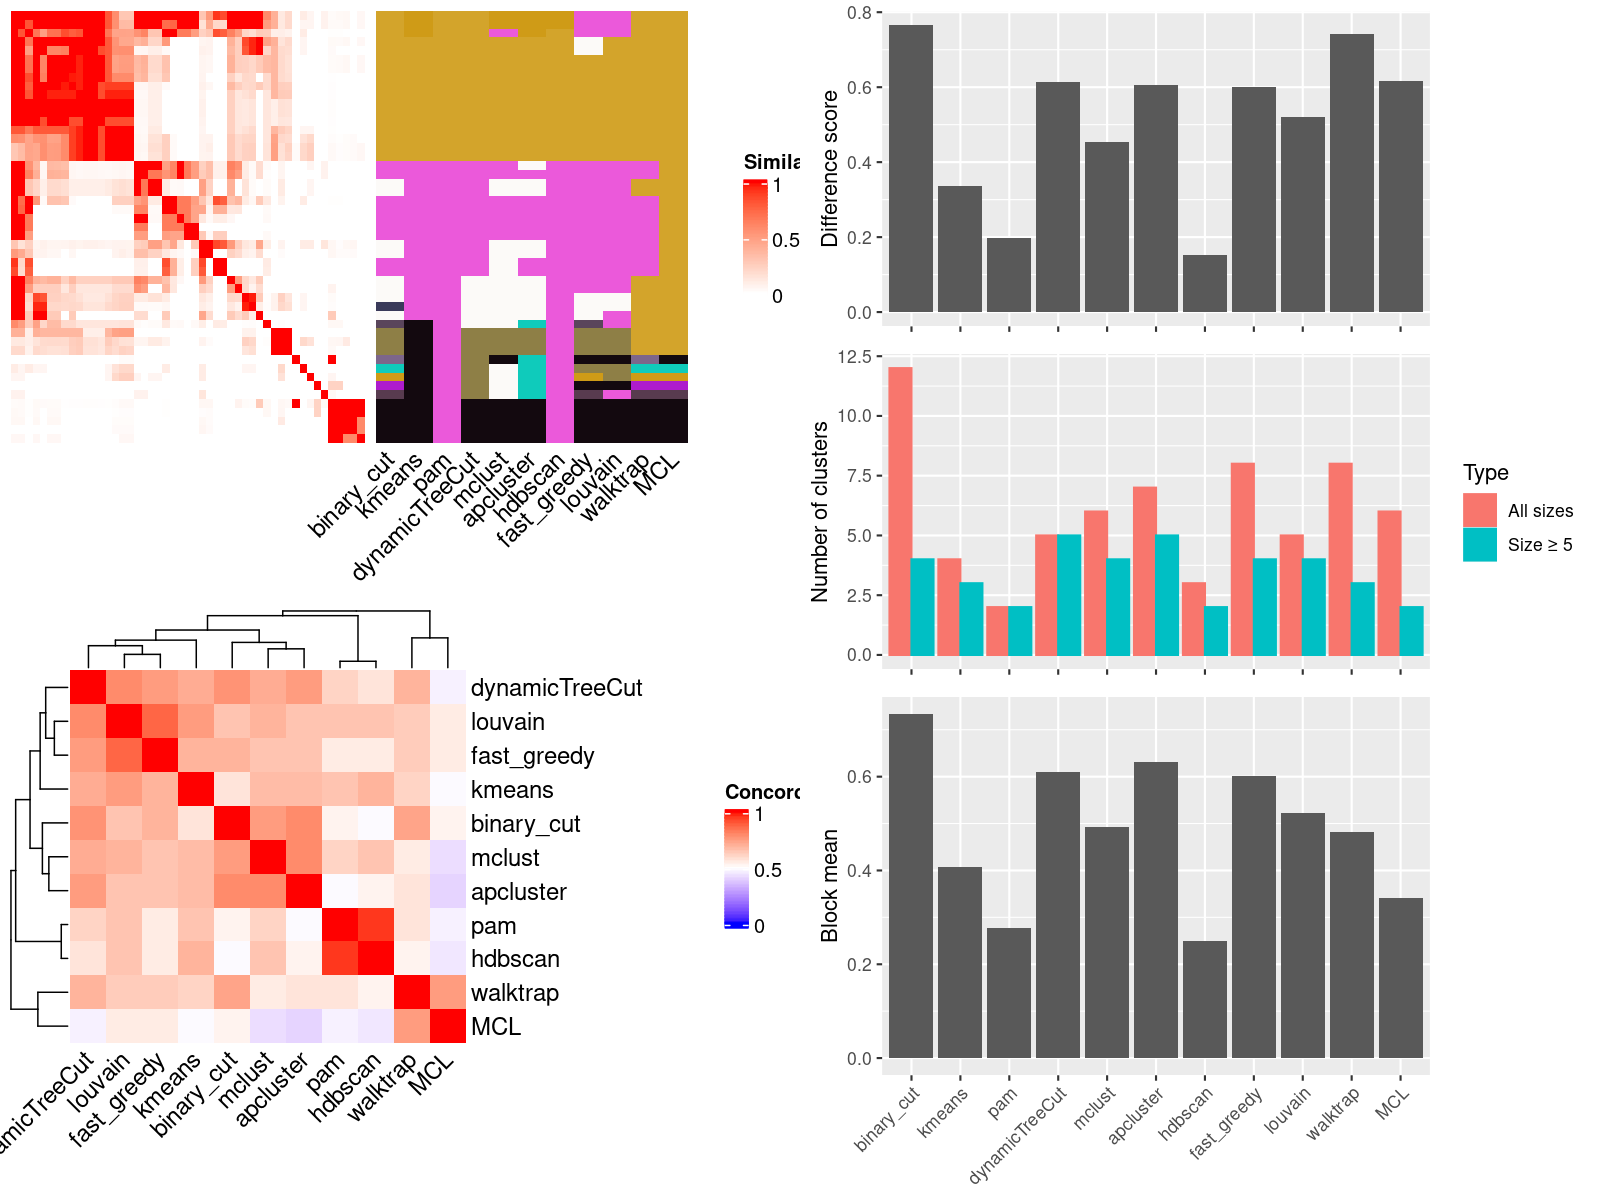 Simila
1
0.5
0
binary_cut
kmeans
pam
dynamicTreeCut
mclust
apcluster
hdbscan
fast_greedy
louvain
walktrap
MCL
dynamicTreeCut
louvain
fast_greedy
kmeans
binary_cut
mclust
apcluster
pam
hdbscan
walktrap
MCL
Concord
1
0.5
0
amicTreeCut
louvain
fast_greedy
kmeans
binary_cut
mclust
apcluster
pam
hdbscan
walktrap
MCL
Difference score
0.8
0.6
0.4
0.2
0.0
Number of clusters
12.5
10.0
7.5
5.0
2.5
0.0
Type
All sizes
Size ≥ 5
Block mean
0.6
0.4
0.2
0.0
binary_cut
kmeans
pam
dynamicTreeCut
mclust
apcluster
hdbscan
fast_greedy
louvain
walktrap
MCL